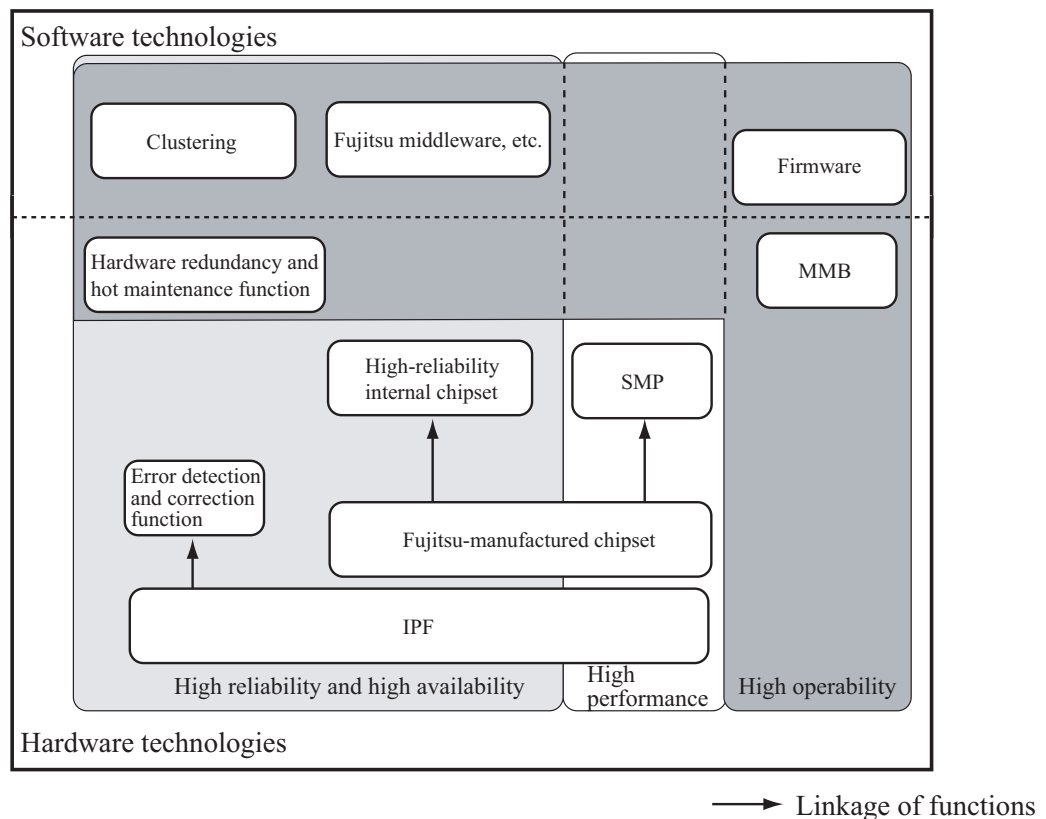 Software technologies
Clustering
Fujitsu middleware, etc.
Firmware
Hardware redundancy and
hot maintenance function
MMB
High-reliability
internal chipset
SMP
Error detection
and correction
function
Fujitsu-manufactured chipset
IPF
High reliability and high availability
High
performance
High operability
Hardware technologies
Linkage of functions